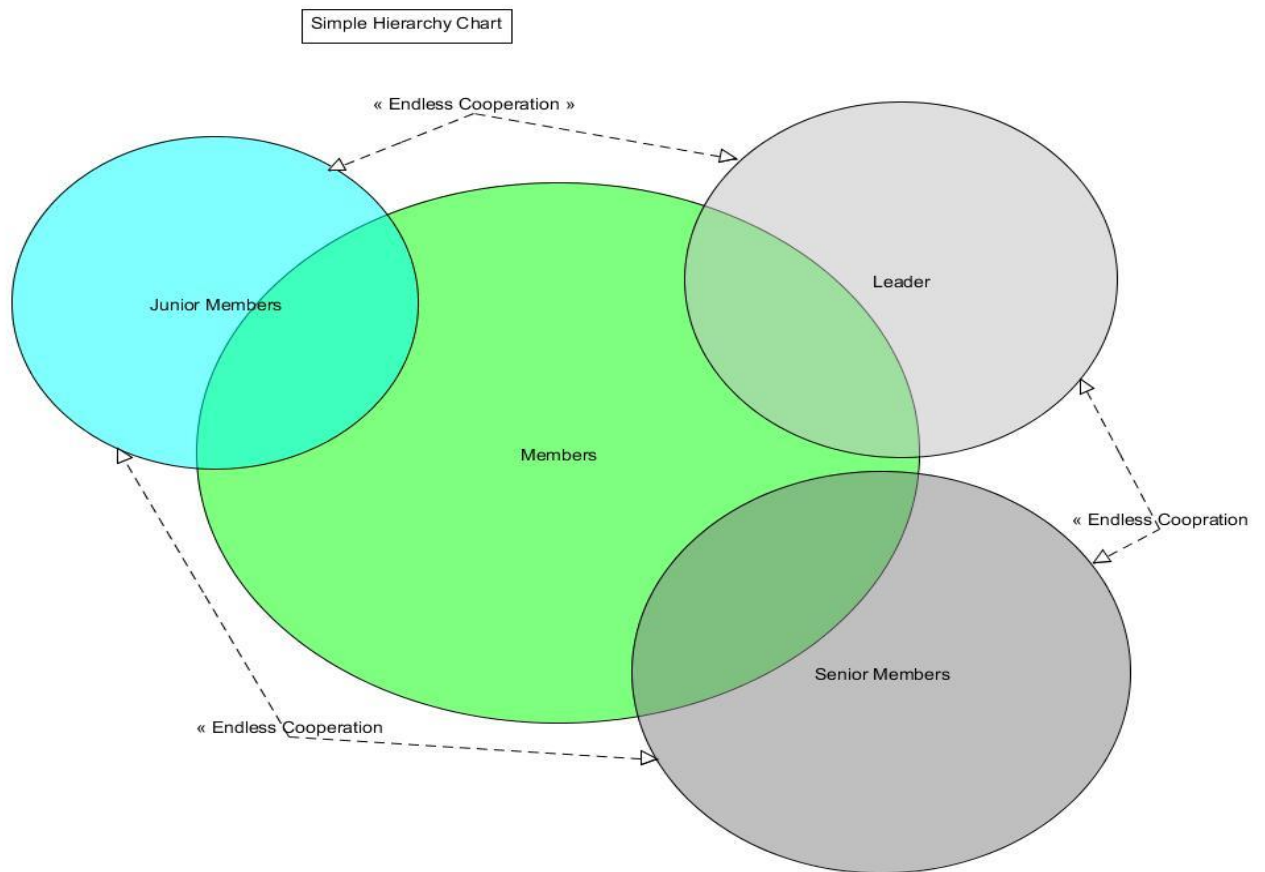 Simple Hierarchy Chart
« Endless Cooperation »
Leader
Junior Members
Members
« Endless Coopration
Senior Members
« Endless Cooperation